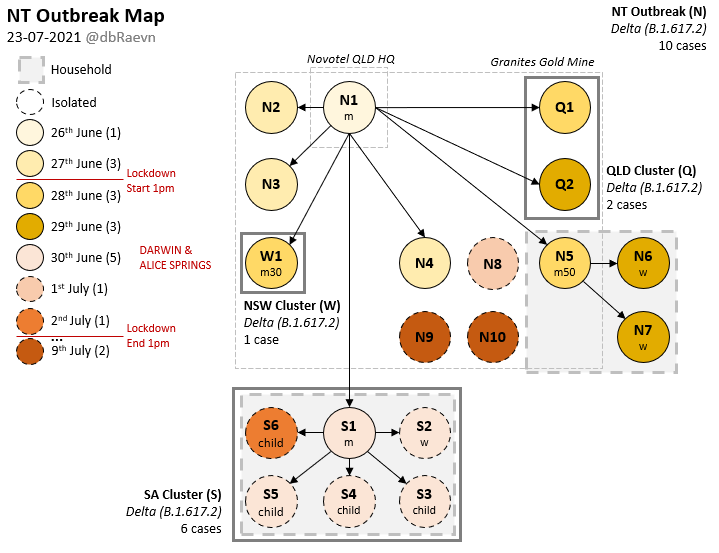 NT Outbreak Map
23-07-2021 @dbRaevn
NT Outbreak (N)
Delta (B.1.617.2)
10 cases
Household
Isolated
26th June (1)
27th June (3)
Lockdown
Start 1pm
28th June (3)
29th June (3)
30th June (5)
DARWIN &
ALICE SPRINGS
1st July (1)
2nd July (1)
...
Lockdown
End 1pm
9th July (2)
Novotel QLD HQ
Granites Gold Mine
N2
N1
m
Q1
N3
Q2
QLD Cluster (Q)
Delta (B.1.617.2)
2 cases
W1
m30
N4
N8
N5
m50
N6
w
NSW Cluster (W)
Delta (B.1.617.2)
1 case
N9
N10
N7
w
S6
child
S1
m
S2
w
S5
child
S4
child
S3
child
SA Cluster (S)
Delta (B.1.617.2)
6 cases